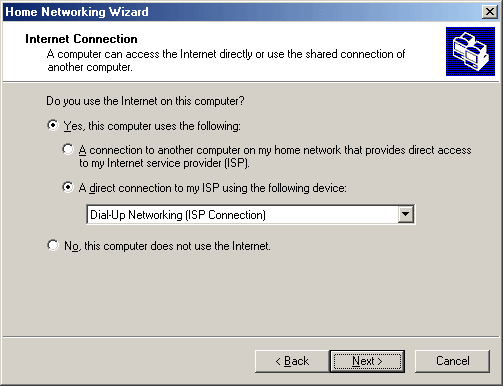 Home Networking Wizard
Internet Connection
A computer can access the Internet directly or use the shared connection of
another computer.
Do you use the Internet on this computer?
Yes, this computer uses the following:
A connection to another computer on my home network that provides direct access
to my Internet service provider (ISP).
A direct connection to my ISP using the following device:
Dial-Up Networking (ISP Connection)
No, this computer does not use the Internet.
< Back
Next >
Cancel